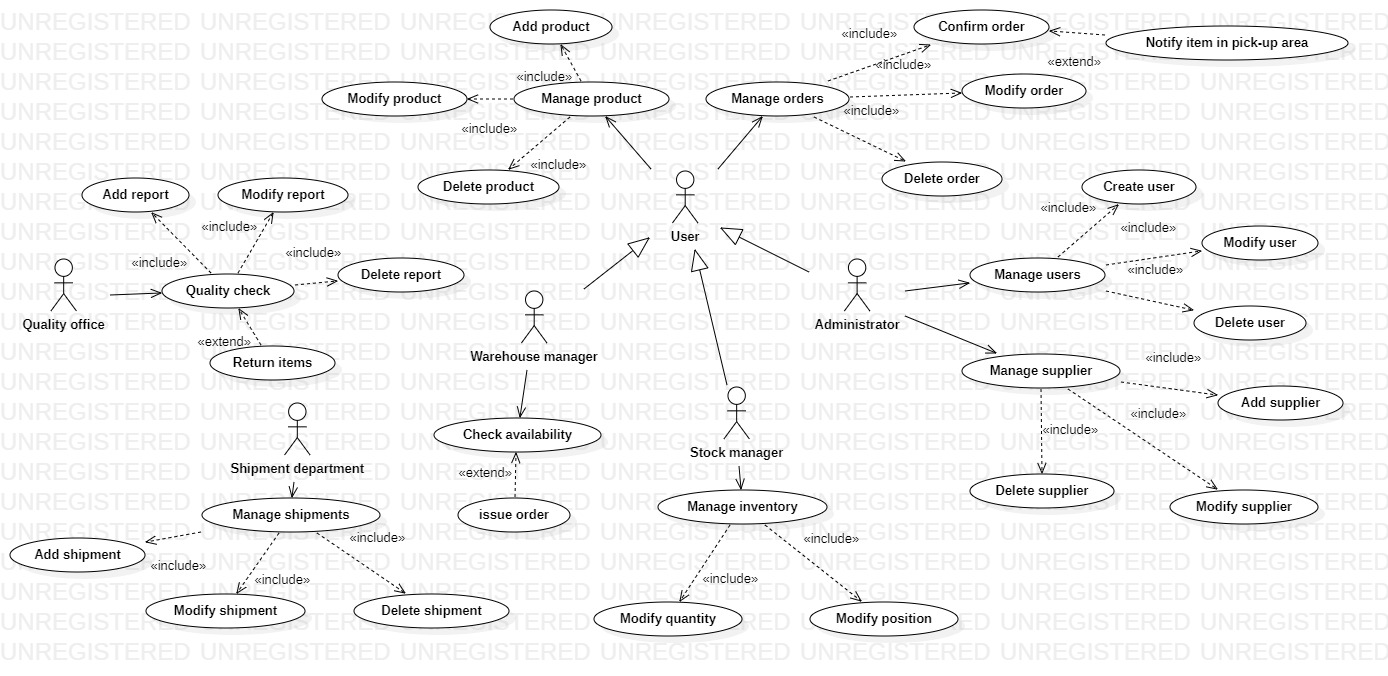 Add product
«include»
Modify product
Manage product
«include»
«include»
Delete product
«include»
Confirm order
Notify item in pick-up area
«include»
«extend»
Manage orders
Modify order
«include»
Delete order
Add report
Modify report
«include»
«include»
«include»
Delete report
Quality check
Quality office
«extend»
Return items
User
Create user
«include»
«include»
Modify user
Manage users
«include»
Delete user
Administrator
Manage supplier
«include»
Add supplier
«include»
«include»
Delete supplier
Modify supplier
Warehouse manager
Check availability
«extend»
issue order
Stock manager
Manage inventory
«include»
«include»
Modify quantity
Modify position
Shipment department
Manage shipments
«include»
Add shipment
«include»
«include»
Modify shipment
Delete shipment
UNREGISTERED